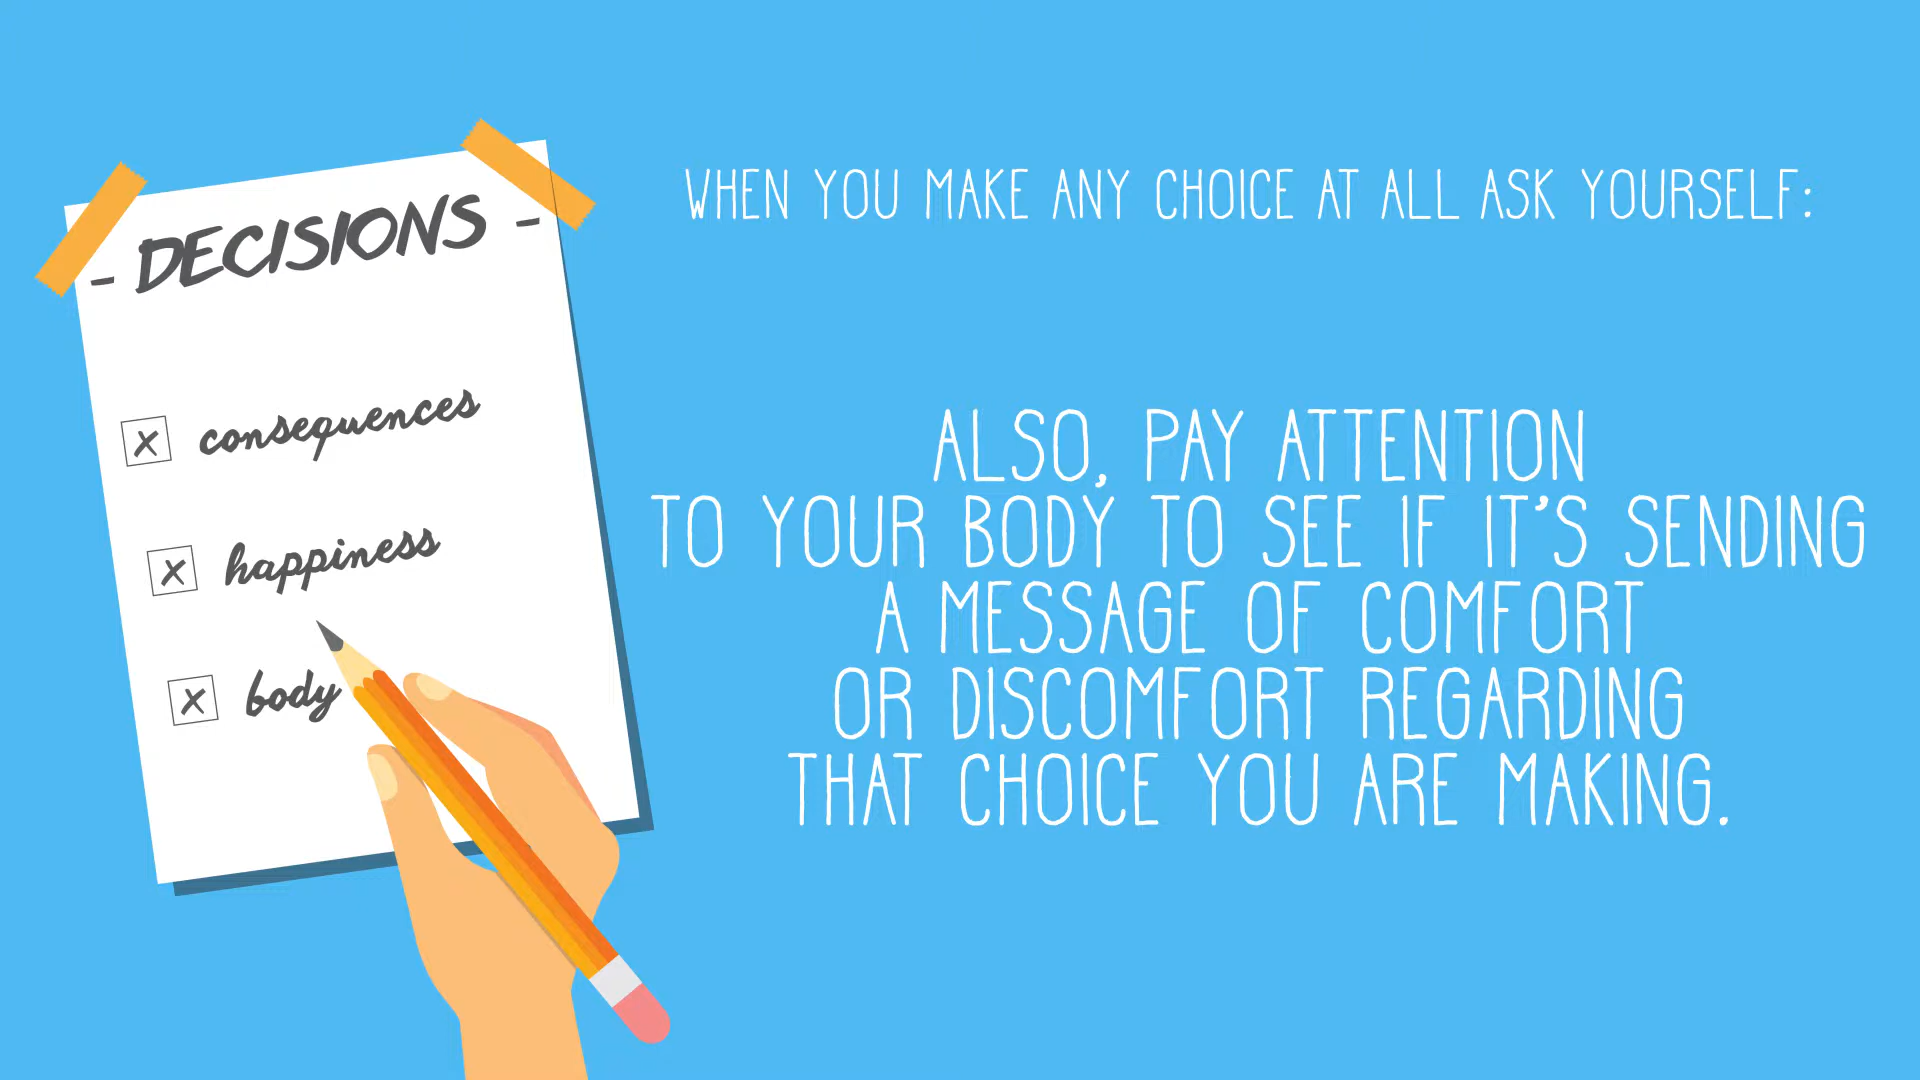 - DECISIONS -
x consequences
x happiness
x body
WHEN YOU MAKE ANY CHOICE AT ALL ASK YOURSELF:
ALSO, PAY ATTENTION
TO YOUR BODY TO SEE IF IT'S SENDING
A MESSAGE OF COMFORT
OR DISCOMFORT REGARDING
THAT CHOICE YOU ARE MAKING.